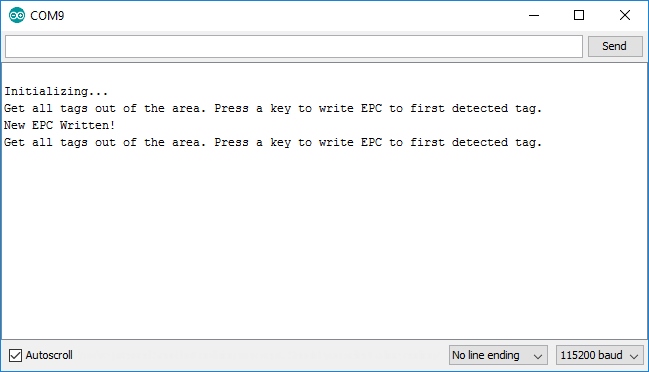 COM9
Send
Initializing...
Get all tags out of the area. Press a key to write EPC to first detected tag.
New EPC Written!
Get all tags out of the area. Press a key to write EPC to first detected tag.
Autoscroll
No line ending
115200 baud